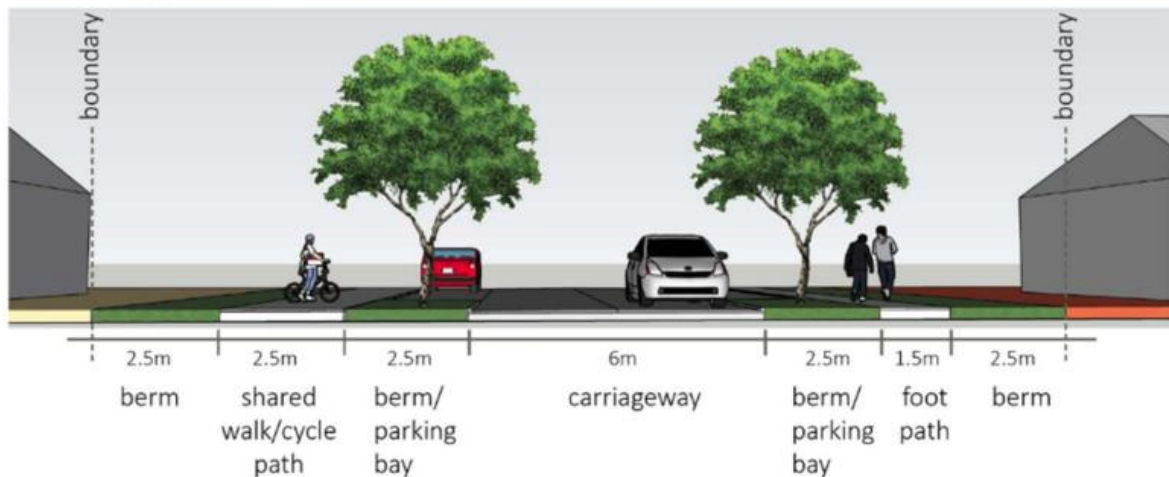 boundary
boundary
2.5m 2.5m 2.5m 6m 2.5m 1.5m 2.5m
berm
shared
walk/cycle
path
berm/
parking
bay
carriageway
berm/
parking
bay
foot
path
berm